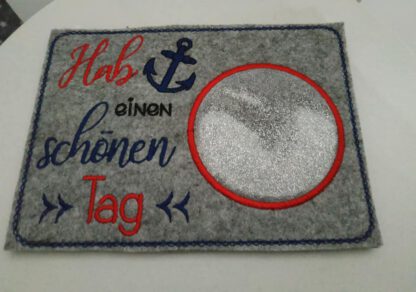 Hab
einen
schönen
Tag